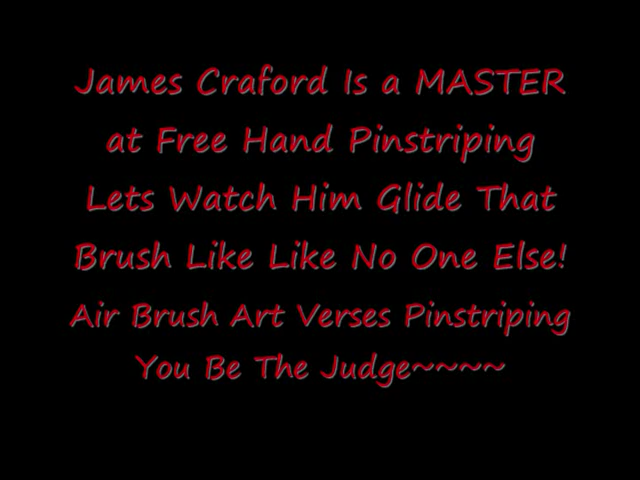 James Craford Is a MASTER
at Free Hand Pinstriping
Lets Watch Him Glide That
Brush Like Like No One Else!
Air Brush Art Verses Pinstriping
You Be The Judge~~~~